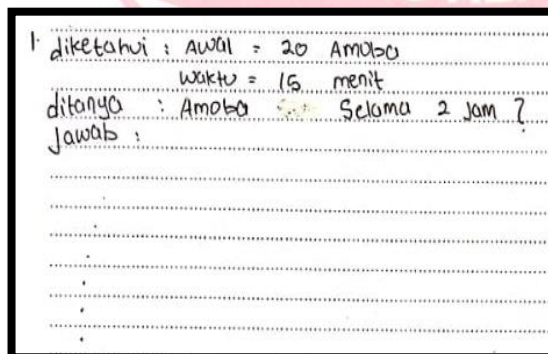 1. diketahui : Awal = 20 Amoba
Waktu = 15 menit
ditanya : Amoba Selama 2 Jam ?
Jawab :